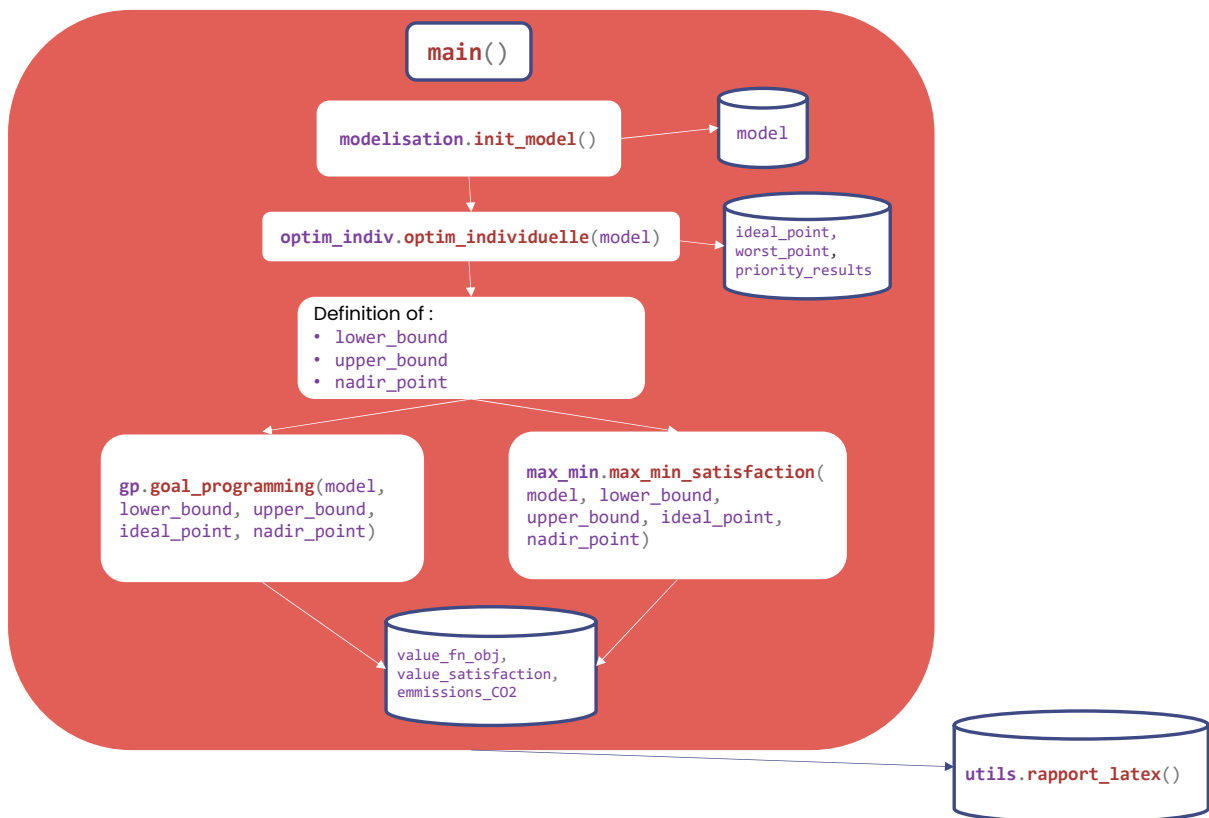 main()
modelisation.init_model()
model
optim_indiv.optim_individuelle(model)
ideal_point,
worst_point,
priority_results
Definition of :
• lower_bound
• upper_bound
• nadir_point
gp.goal_programming(model,
lower_bound, upper_bound,
ideal_point, nadir_point)
max_min.max_min_satisfaction(
model, lower_bound,
upper_bound, ideal_point,
nadir_point)
value_fn_obj,
value_satisfaction,
emmissions_CO2
utils.rapport_latex()